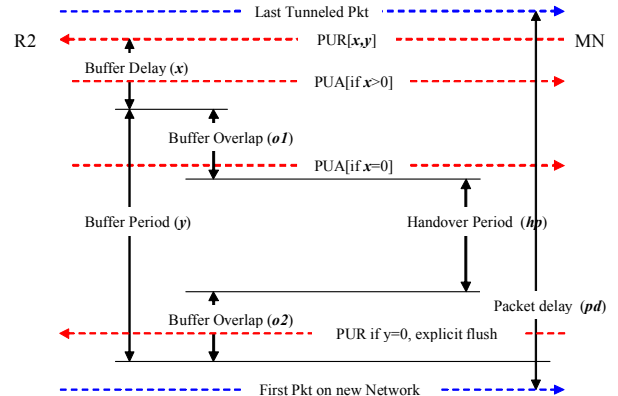 Last Tunneled Pkt
R2 PUR[x,y] MN
Buffer Delay (x)
PUA[if x>0]
Buffer Overlap (o1)
PUA[if x=0]
Buffer Period (y) Handover Period (hp)
Packet delay (pd)
Buffer Overlap (o2)
PUR if y=0, explicit flush
First Pkt on new Network